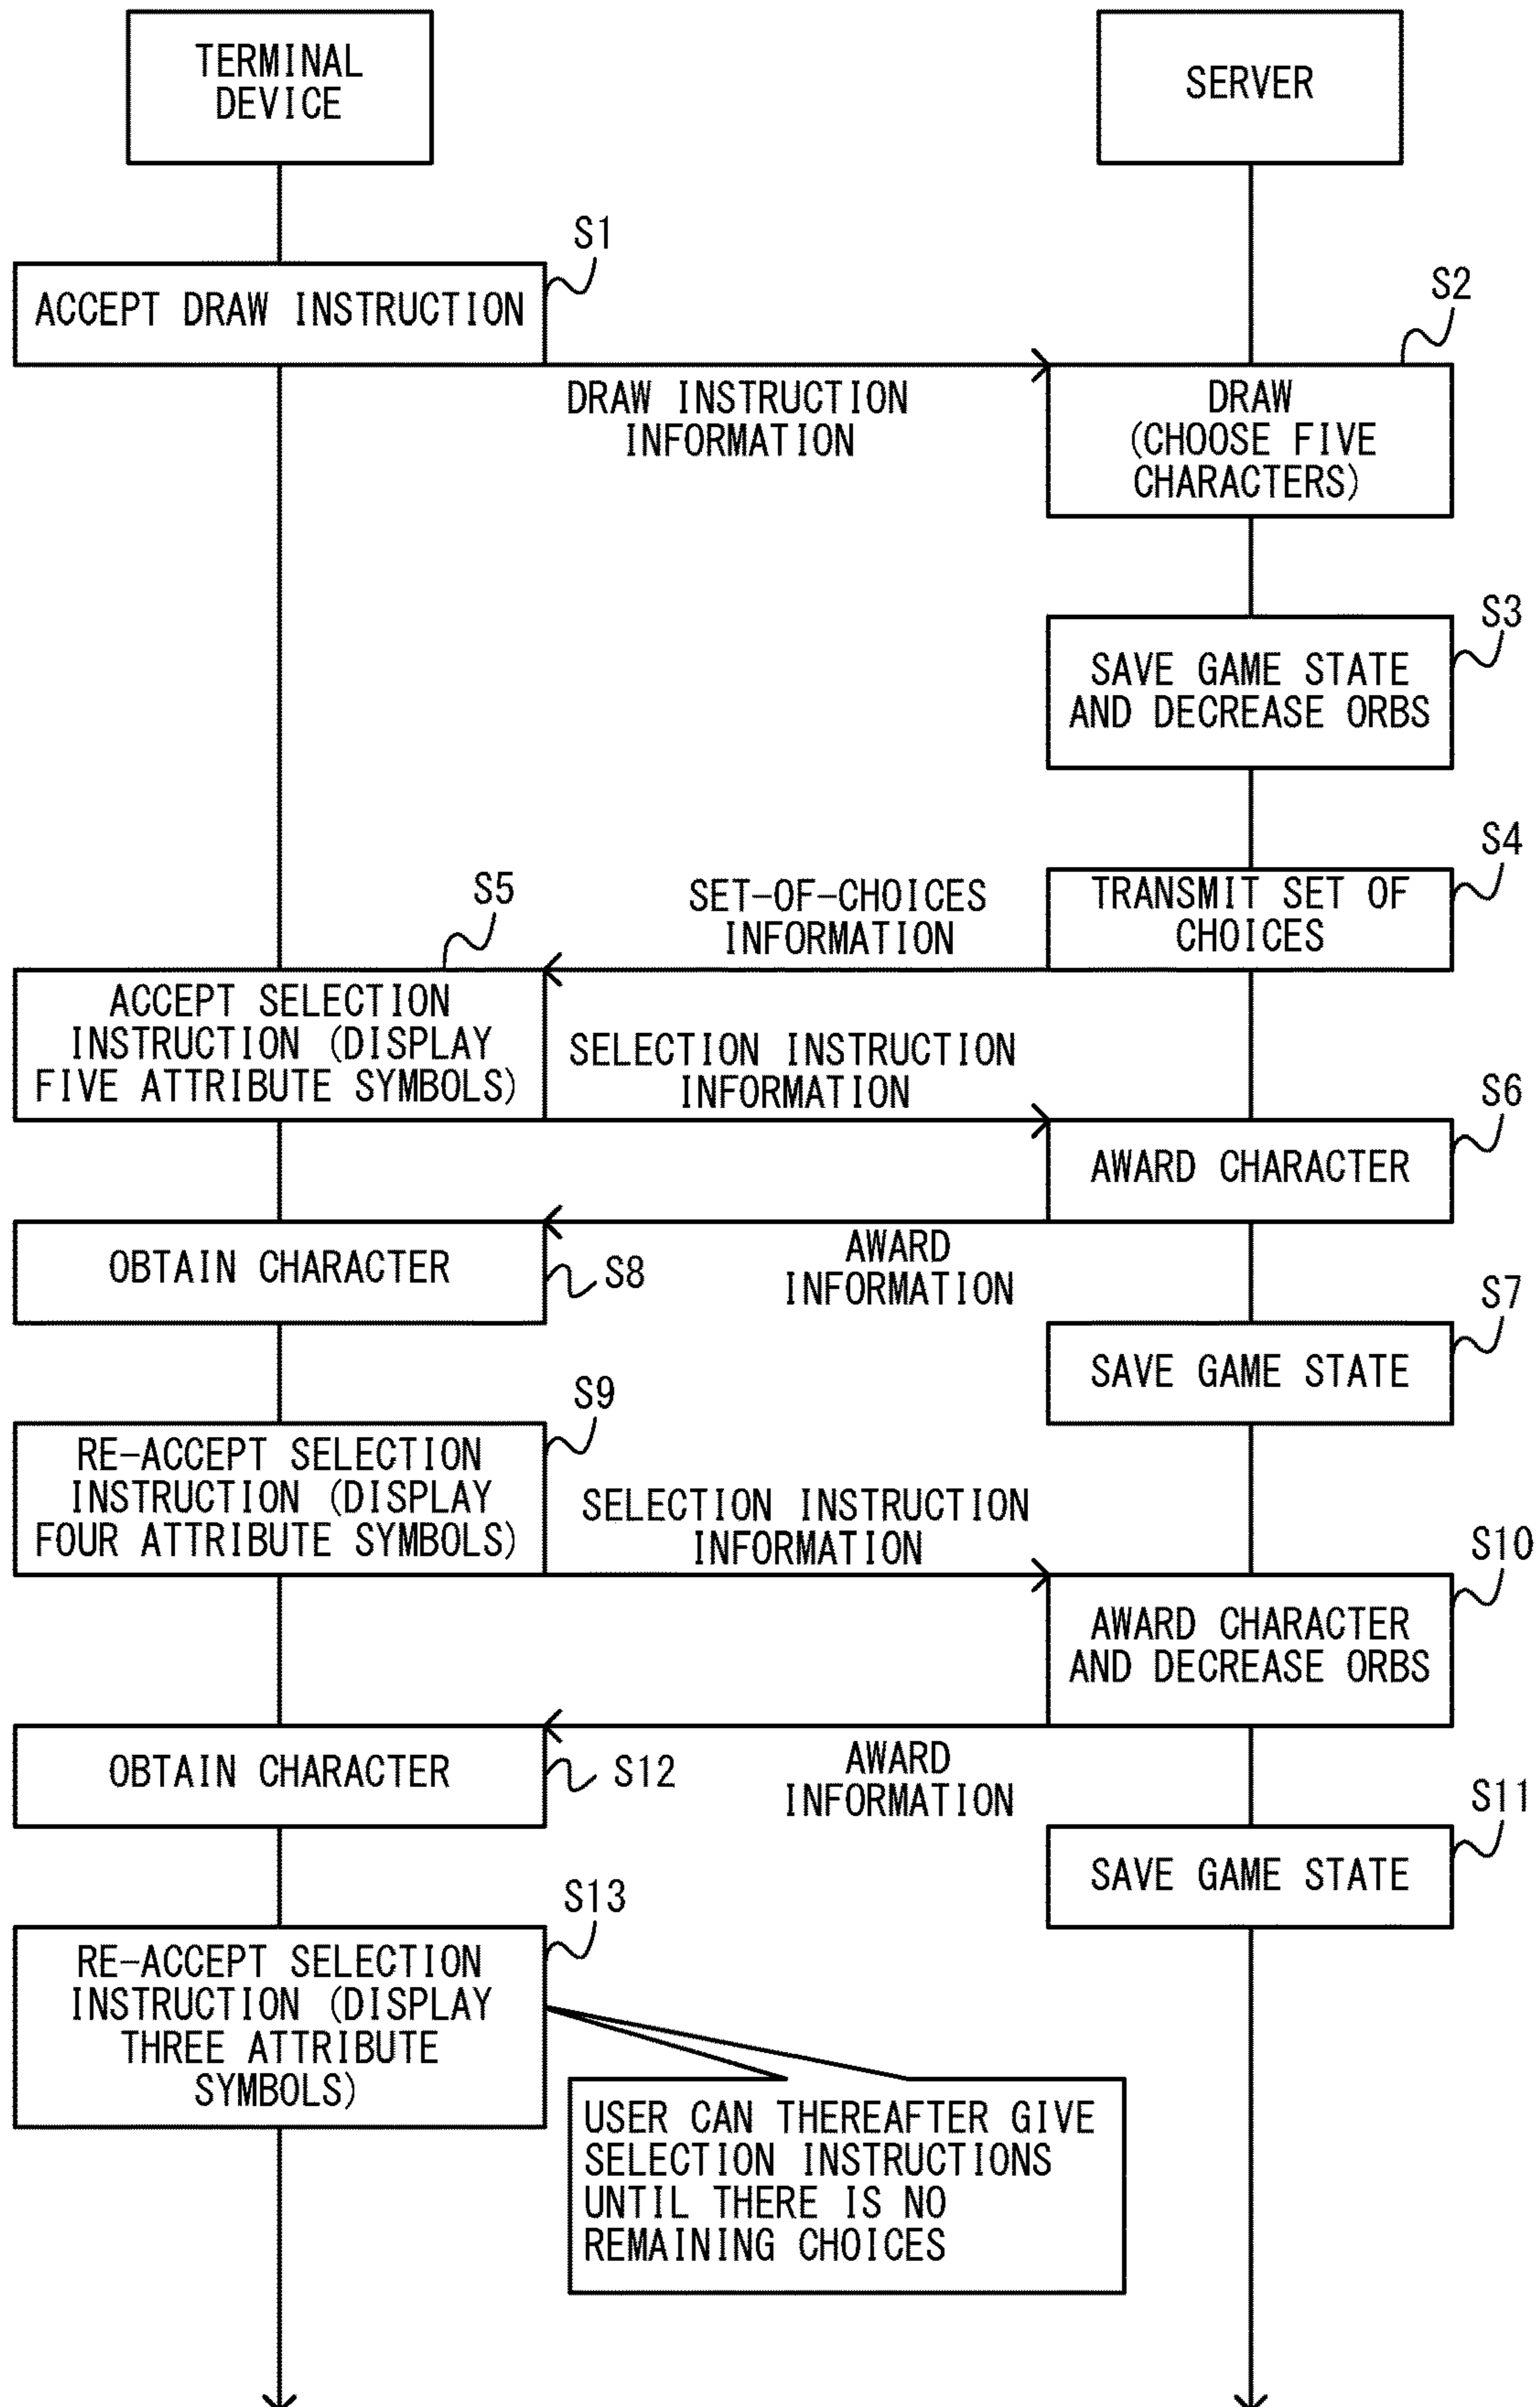 TERMINAL
DEVICE
SERVER
S1
ACCEPT DRAW INSTRUCTION
S2
DRAW INSTRUCTION
INFORMATION
DRAW
(CHOOSE FIVE
CHARACTERS)
S3
SAVE GAME STATE
AND DECREASE ORBS
S4
TRANSMIT SET OF
CHOICES
SET-OF-CHOICES
INFORMATION
S5
ACCEPT SELECTION
INSTRUCTION (DISPLAY
FIVE ATTRIBUTE SYMBOLS)
SELECTION INSTRUCTION
INFORMATION
S6
AWARD CHARACTER
AWARD
INFORMATION
OBTAIN CHARACTER
S8
S7
SAVE GAME STATE
S9
RE-ACCEPT SELECTION
INSTRUCTION (DISPLAY
FOUR ATTRIBUTE SYMBOLS)
SELECTION INSTRUCTION
INFORMATION
S10
AWARD CHARACTER
AND DECREASE ORBS
AWARD
INFORMATION
OBTAIN CHARACTER
S12
S11
SAVE GAME STATE
S13
RE-ACCEPT SELECTION
INSTRUCTION (DISPLAY
THREE ATTRIBUTE
SYMBOLS)
USER CAN THEREAFTER GIVE
SELECTION INSTRUCTIONS
UNTIL THERE IS NO
REMAINING CHOICES